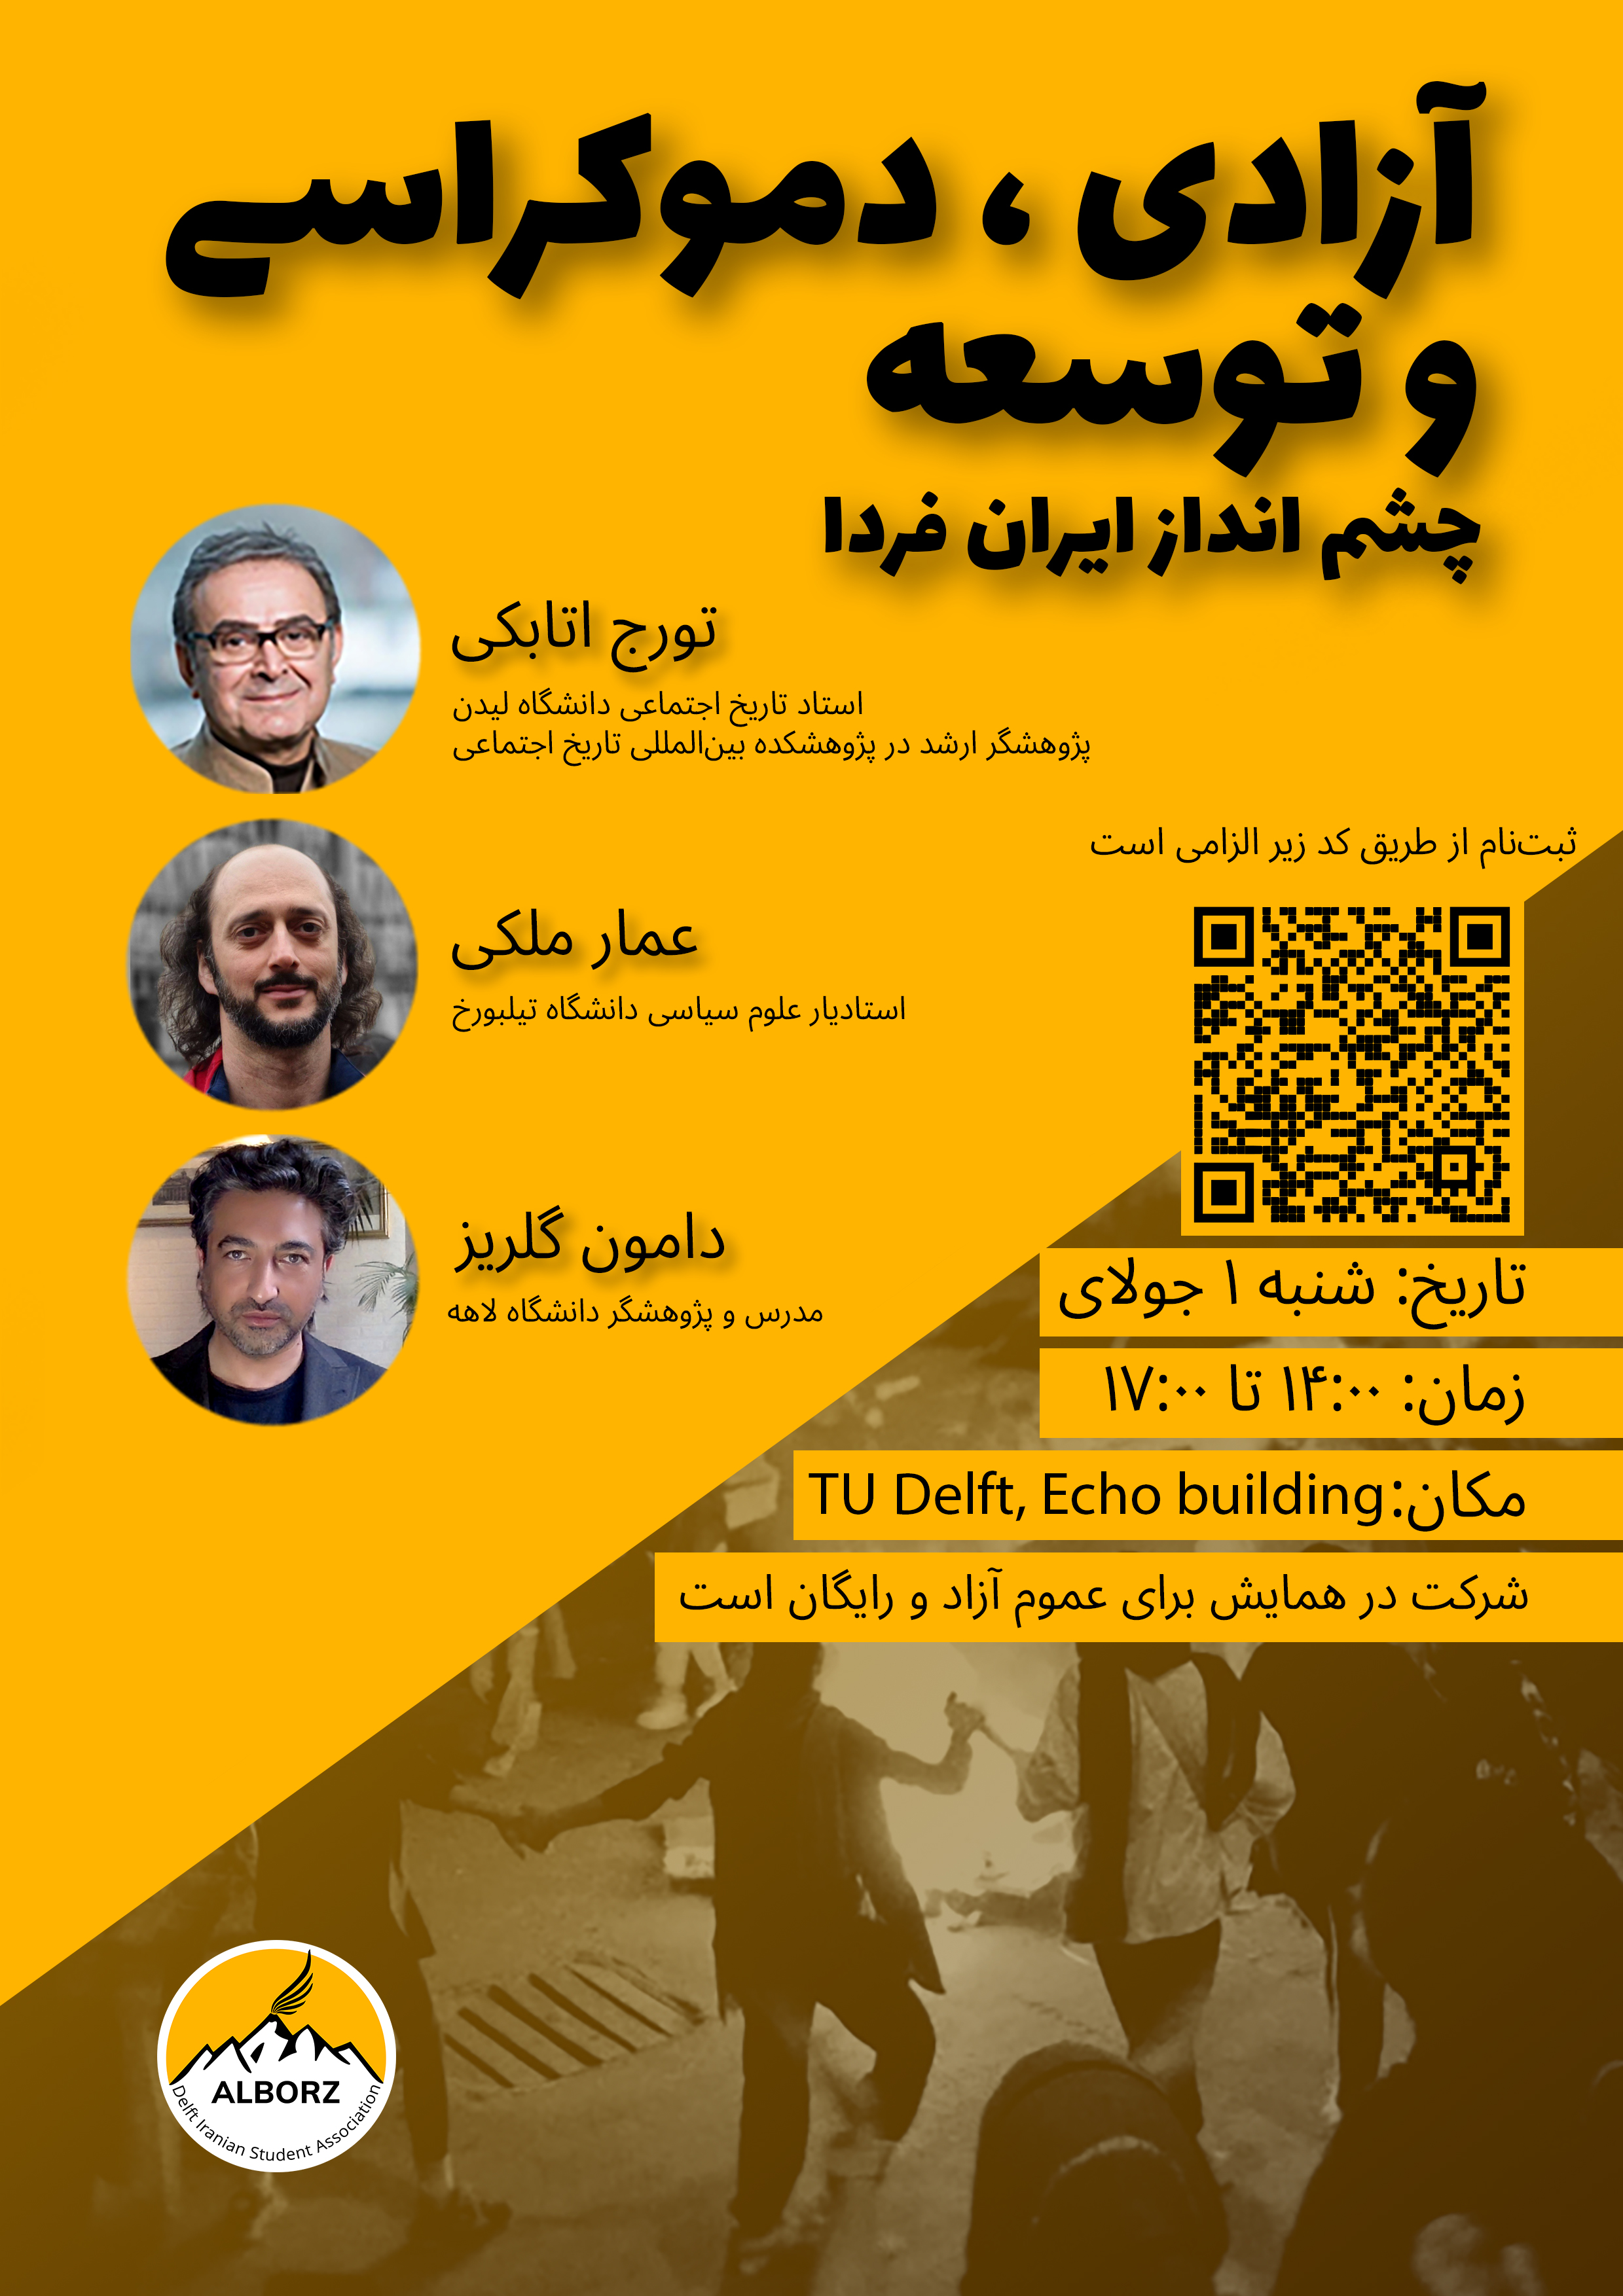 آزادی ، دموکراسی
و توسعه
چشم انداز ایران فردا
تورج اتابکی
استاد تاریخ اجتماعی دانشگاه لیدن
پژوهشگر ارشد در پژوهشکده بین‌المللی تاریخ اجتماعی
عمار ملکی
استادیار علوم سیاسی دانشگاه تیلبورخ
دامون گلریز
مدرس و پژوهشگر دانشگاه لاهه
ثبت‌نام از طریق کد زیر الزامی است
تاریخ: شنبه ۱ جولای
زمان: ۱۴:۰۰ تا ۱۷:۰۰
مکان: TU Delft, Echo building
شرکت در همایش برای عموم آزاد و رایگان است
ALBORZ
Delft Iranian Student Association